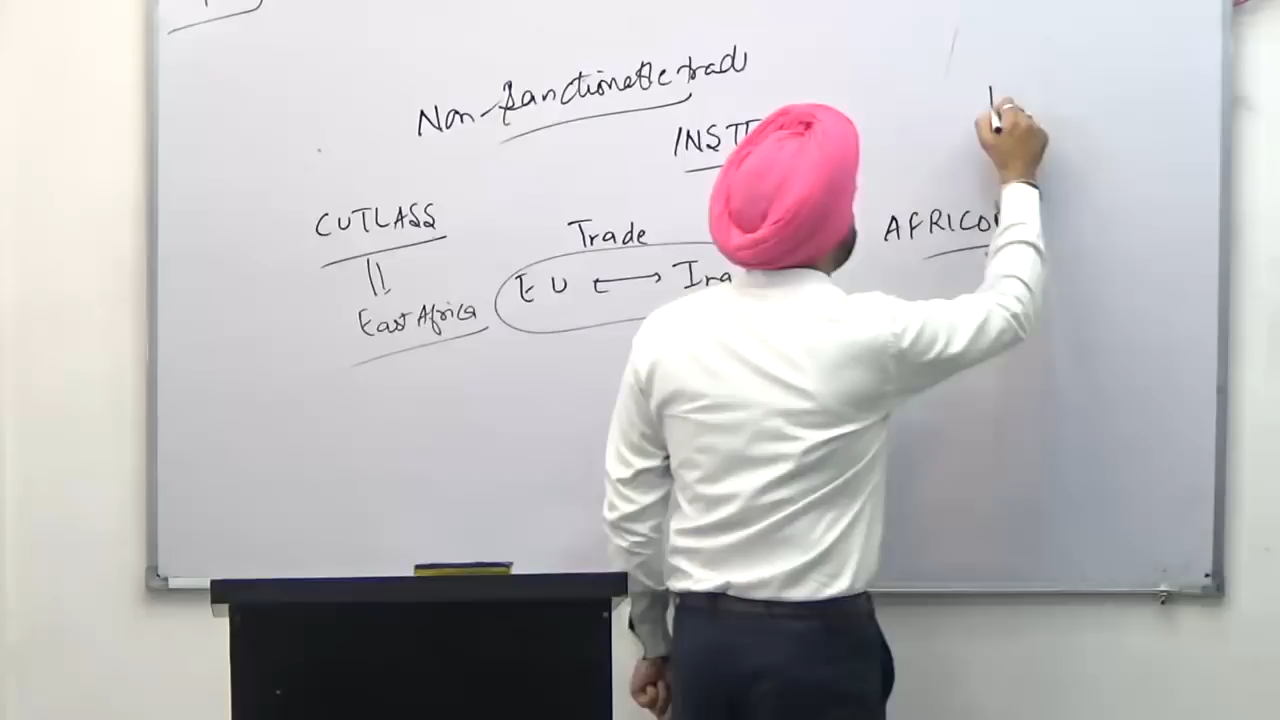 Non-Sanctionable trade
INST
CUTLASS
Trade
AFRICO
EU ⟷ Ira
East Africa